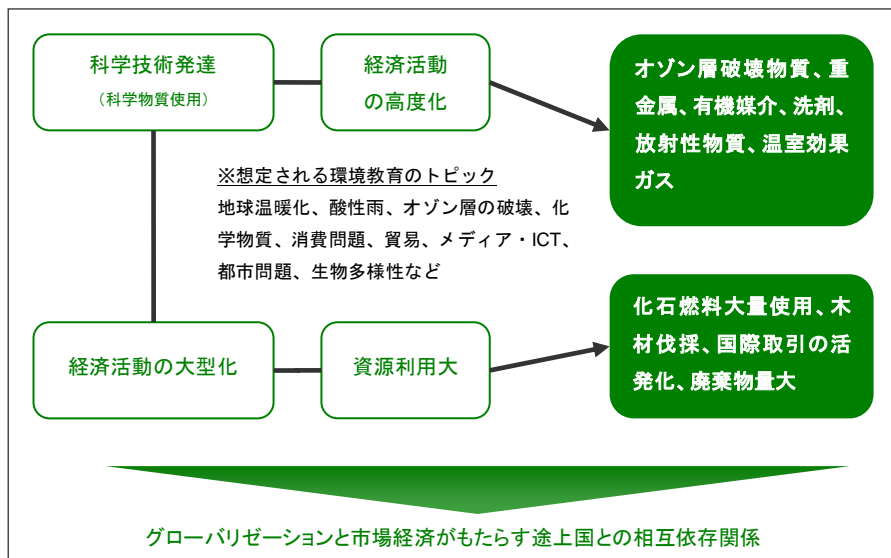 科学技術発達
（科学物質使用）
経済活動
の高度化
オゾン層破壊物質、重
金属、有機媒介、洗剤、
放射性物質、温室効果
ガス
※想定される環境教育のトピック
地球温暖化、酸性雨、オゾン層の破壊、化
学物質、消費問題、貿易、メディア・ICT、
都市問題、生物多様性など
経済活動の大型化
資源利用大
化石燃料大量使用、木
材伐採、国際取引の活
発化、廃棄物量大
グローバリゼーションと市場経済がもたらす途上国との相互依存関係